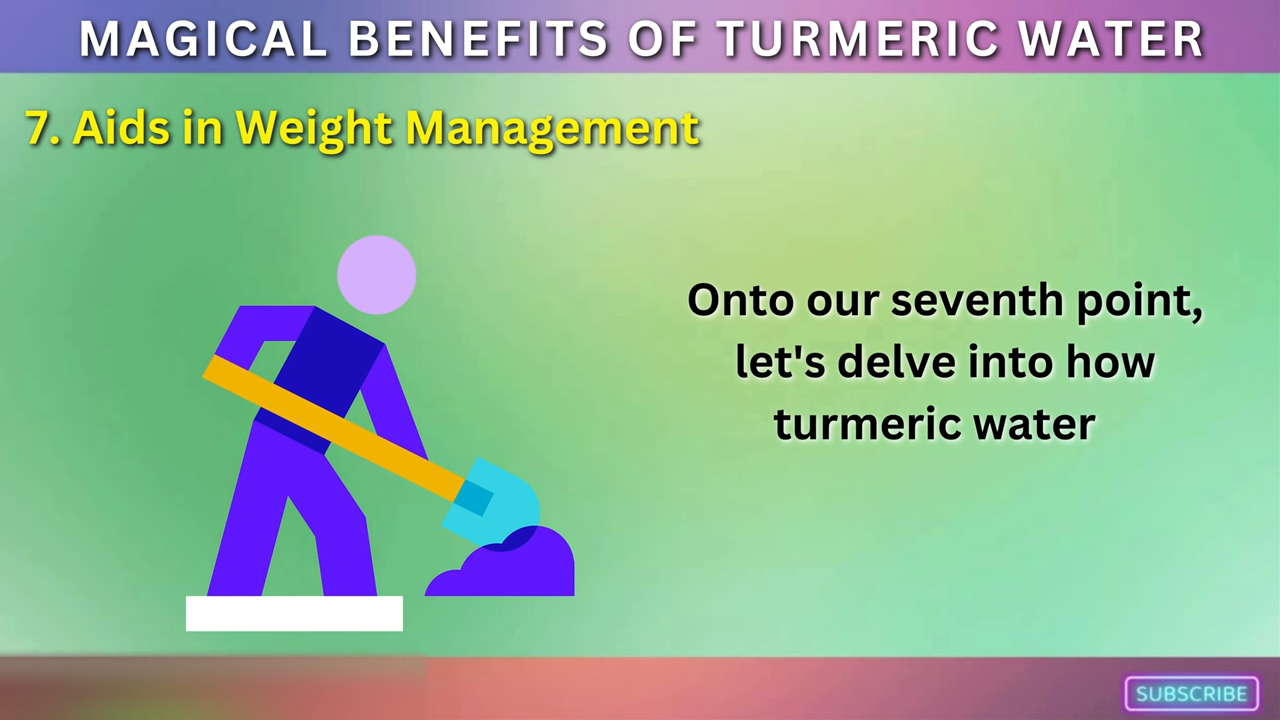 MAGICAL BENEFITS OF TURMERIC WATER
7. Aids in Weight Management
Onto our seventh point,
let's delve into how
turmeric water
SUBSCRIBE